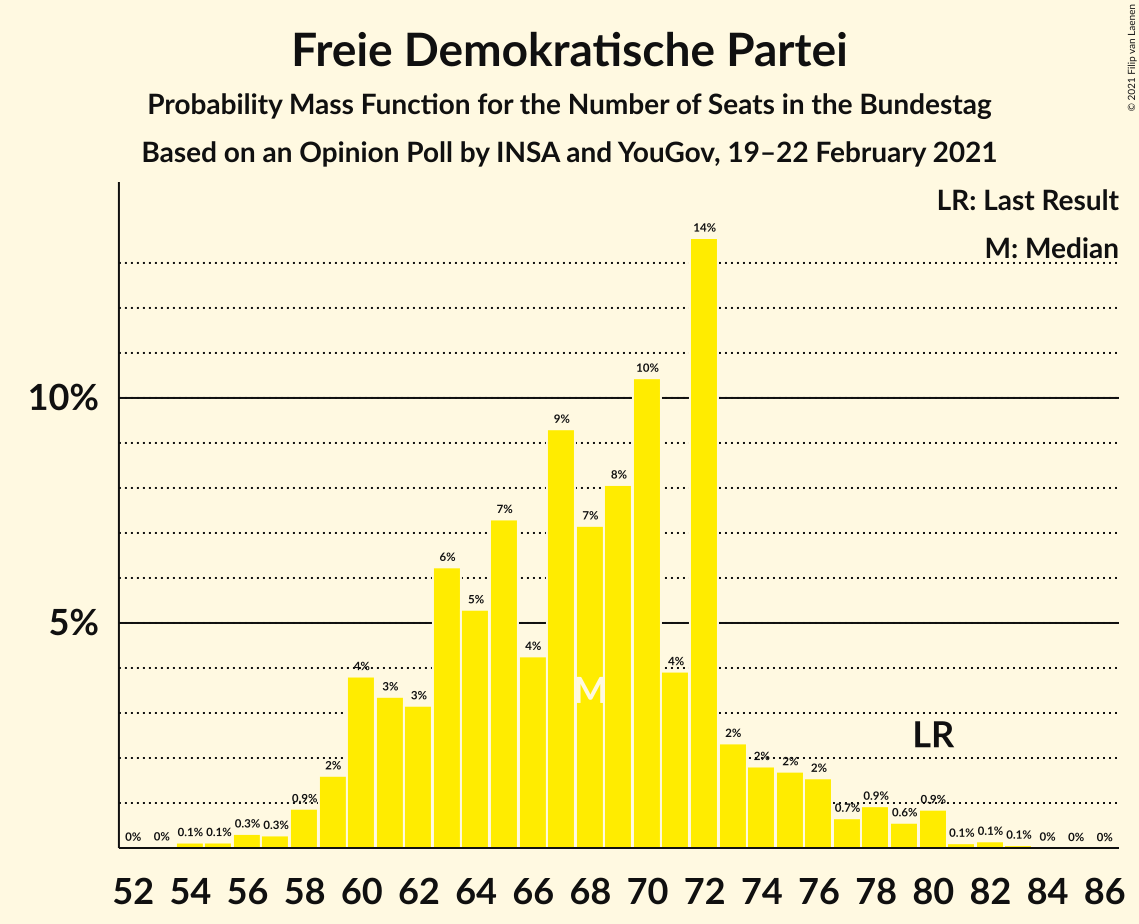 Freie Demokratische Partei
Probability Mass Function for the Number of Seats in the Bundestag
Based on an Opinion Poll by INSA and YouGov, 19–22 February 2021
© 2021 Filip van Laenen
LR: Last Result
M: Median
10%
5%
0% 0% 0.1% 0.1% 0.3% 0.3% 0.9% 2% 4% 3% 3% 6% 5% 7% 4% 9% 7% 8% 10% 4% 14% 2% 2% 2% 2% 0.7% 0.9% 0.6% 0.9% 0.1% 0.1% 0.1% 0% 0% 0%
M
LR
52 54 56 58 60 62 64 66 68 70 72 74 76 78 80 82 84 86